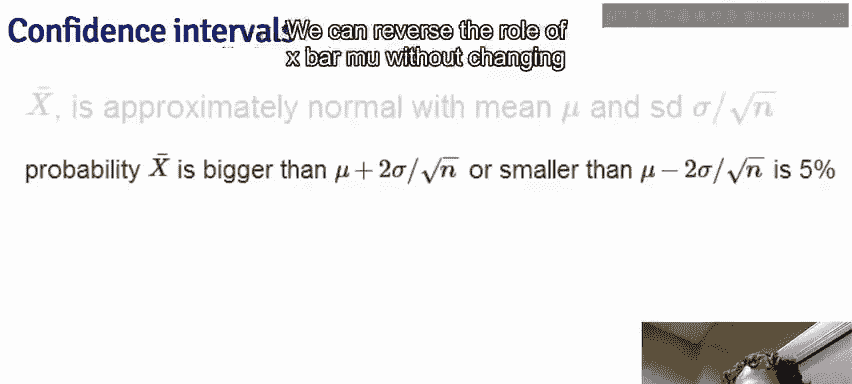 Confidence intervals
We can reverse the role of
x bar mu without changing
X̄, is approximately normal with mean μ and sd σ/√n
probability X̄ is bigger than μ + 2σ/√n or smaller than μ − 2σ/√n is 5%